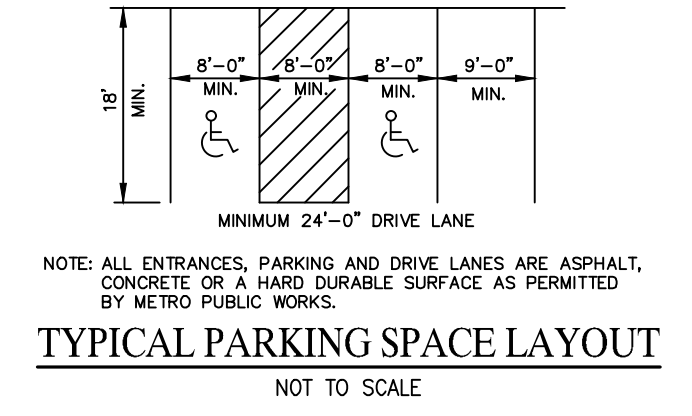 8'-0" 8'-0" 8'-0" 9'-0"
MIN. MIN. MIN. MIN.
18'
MIN.
MINIMUM 24'-0" DRIVE LANE
NOTE: ALL ENTRANCES, PARKING AND DRIVE LANES ARE ASPHALT,
CONCRETE OR A HARD DURABLE SURFACE AS PERMITTED
BY METRO PUBLIC WORKS.
TYPICAL PARKING SPACE LAYOUT
NOT TO SCALE